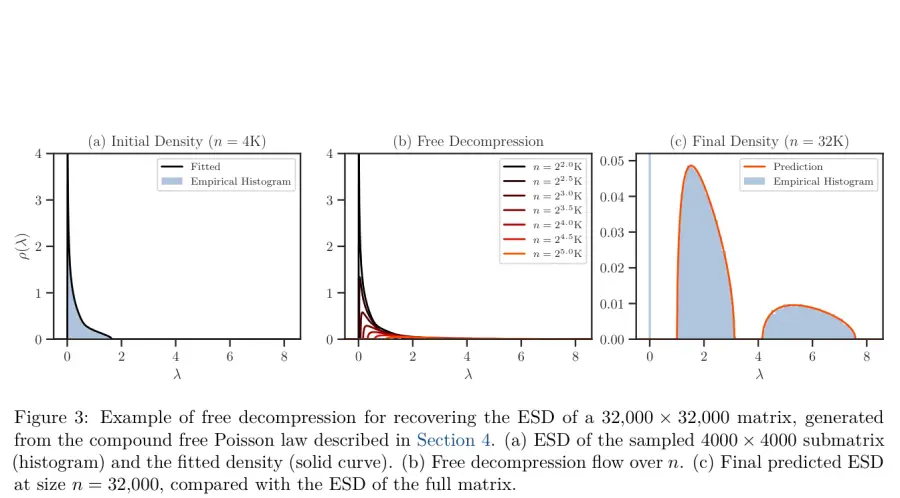 (a) Initial Density (n = 4K)
4
3
2
1
0
ρ(λ)
Fitted
Empirical Histogram
0 2 4 6 8
λ
(b) Free Decompression
4
3
2
1
0
n = 2^2.0K
n = 2^2.5K
n = 2^3.0K
n = 2^3.5K
n = 2^4.0K
n = 2^4.5K
n = 2^5.0K
0 2 4 6 8
λ
(c) Final Density (n = 32K)
0.05
0.04
0.03
0.02
0.01
0.00
Prediction
Empirical Histogram
0 2 4 6 8
λ
Figure 3: Example of free decompression for recovering the ESD of a 32,000 × 32,000 matrix, generated
from the compound free Poisson law described in Section 4. (a) ESD of the sampled 4000 × 4000 submatrix
(histogram) and the fitted density (solid curve). (b) Free decompression flow over n. (c) Final predicted ESD
at size n = 32,000, compared with the ESD of the full matrix.